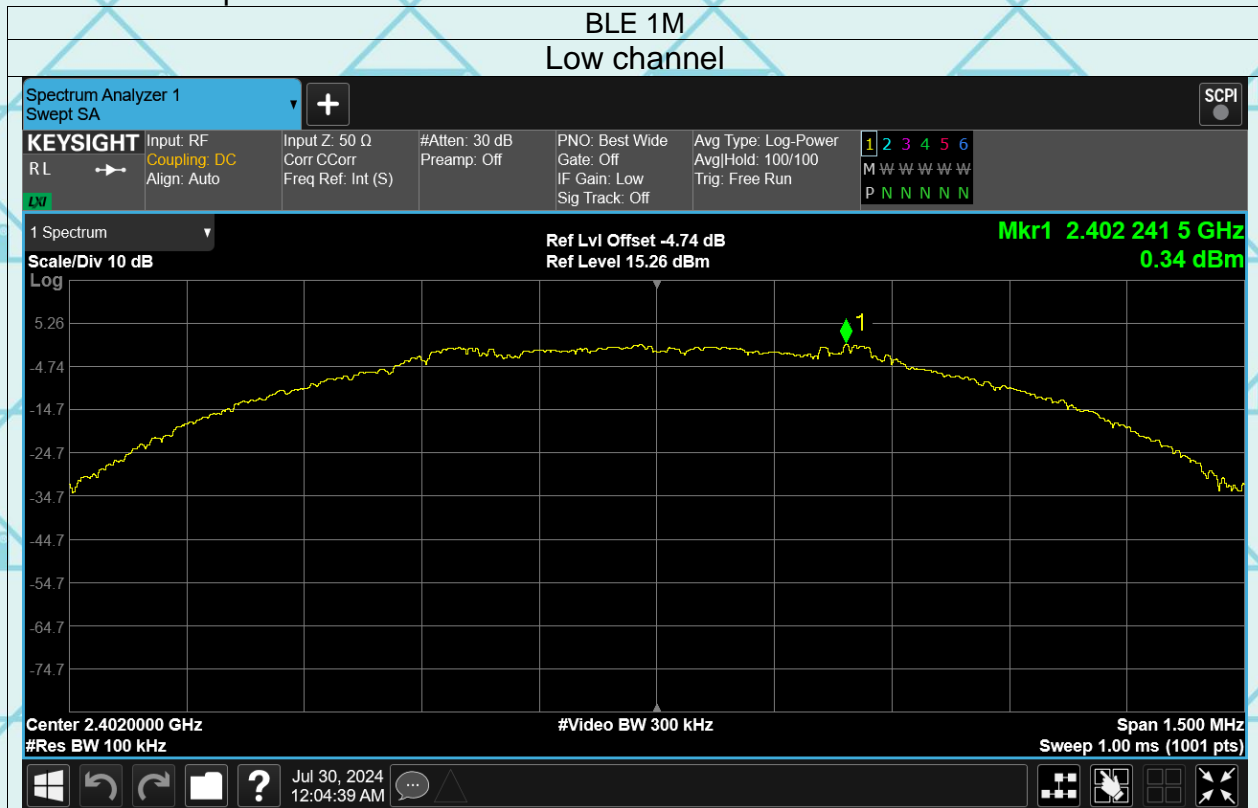 BLE 1M
Low channel
Spectrum Analyzer 1
Swept SA
▼
+
SCPI
KEYSIGHT
R L
LXI
Input: RF
Coupling: DC
Align: Auto
Input Z: 50 Ω
Corr CCorr
Freq Ref: Int (S)
#Atten: 30 dB
Preamp: Off
PNO: Best Wide
Gate: Off
IF Gain: Low
Sig Track: Off
Avg Type: Log-Power
Avg|Hold: 100/100
Trig: Free Run
1 2 3 4 5 6
M W W W W W
P N N N N N
1 Spectrum ▼
Scale/Div 10 dB
Log
Ref Lvl Offset -4.74 dB
Ref Level 15.26 dBm
Mkr1 2.402 241 5 GHz
0.34 dBm
1
5.26
-4.74
-14.7
-24.7
-34.7
-44.7
-54.7
-64.7
-74.7
Center 2.4020000 GHz
#Res BW 100 kHz
#Video BW 300 kHz
Span 1.500 MHz
Sweep 1.00 ms (1001 pts)
?
Jul 30, 2024
12:04:39 AM